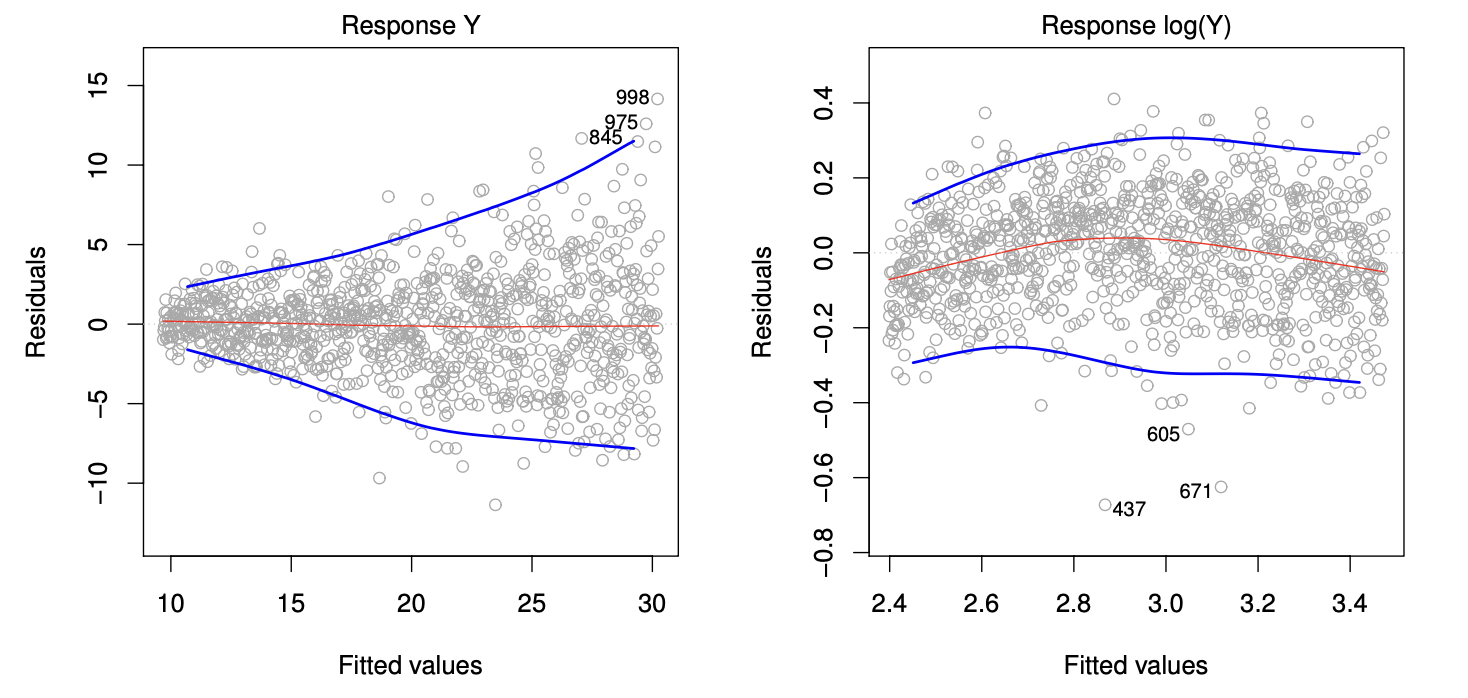 Response Y
Residuals
15
10
5
0
−5
−10
998
975
845
10 15 20 25 30
Fitted values
Response log(Y)
Residuals
0.4
0.2
0.0
−0.2
−0.4
−0.6
−0.8
605
671
437
2.4 2.6 2.8 3.0 3.2 3.4
Fitted values